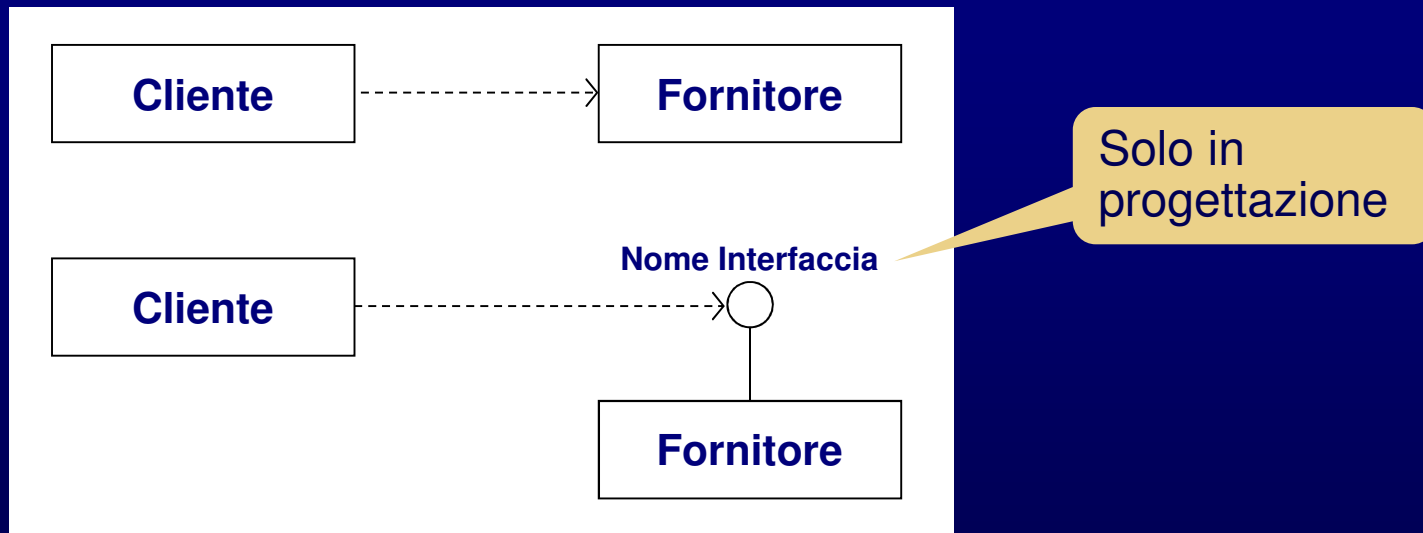 Cliente
Fornitore
Solo in
progettazione
Nome Interfaccia
Cliente
Fornitore